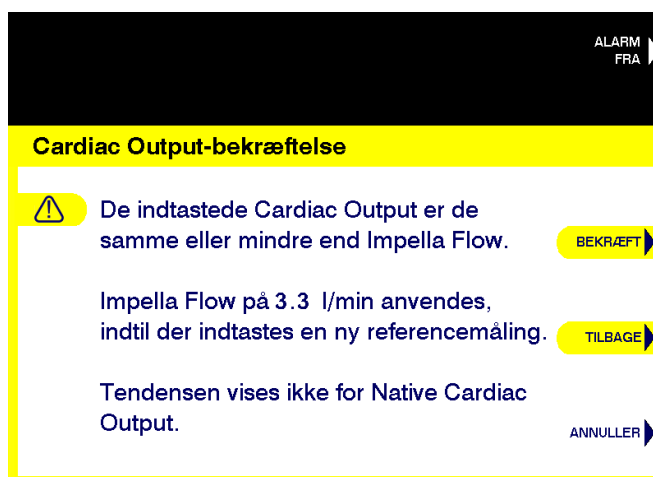 ALARM
FRA
Cardiac Output-bekræftelse
De indtastede Cardiac Output er de
samme eller mindre end Impella Flow.
BEKRÆFT
Impella Flow på 3.3 l/min anvendes,
indtil der indtastes en ny referencemåling.
TILBAGE
Tendensen vises ikke for Native Cardiac
Output.
ANNULLER